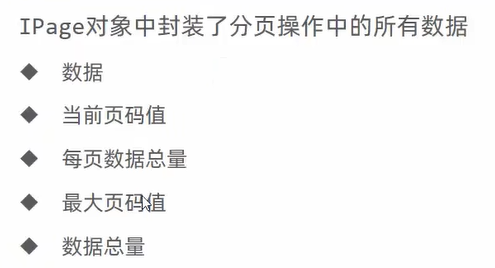 IPage对象中封装了分页操作中的所有数据
◆ 数据
◆ 当前页码值
◆ 每页数据总量
◆ 最大页码值
◆ 数据总量